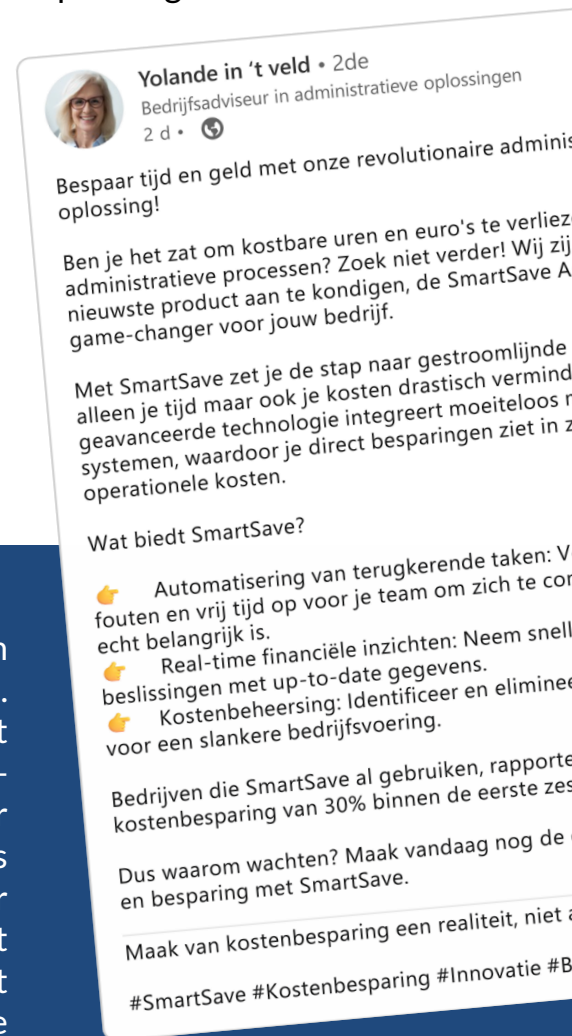 Yolande in ‘t veld • 2de
Bedrijfsadviseur in administratieve oplossingen
2 d •
Bespaar tijd en geld met onze revolutionaire adminis
oplossing!
Ben je het zat om kostbare uren en euro's te verlieze
administratieve processen? Zoek niet verder! Wij zij
nieuwste product aan te kondigen, de SmartSave A
game-changer voor jouw bedrijf.
Met SmartSave zet je de stap naar gestroomlijnde
alleen je tijd maar ook je kosten drastisch vermind
geavanceerde technologie integreert moeiteloos m
systemen, waardoor je direct besparingen ziet in z
operationele kosten.
Wat biedt SmartSave?
👉 Automatisering van terugkerende taken: V
fouten en vrij tijd op voor je team om zich te con
echt belangrijk is.
👉 Real-time financiële inzichten: Neem snell
beslissingen met up-to-date gegevens.
👉 Kostenbeheersing: Identificeer en eliminee
voor een slankere bedrijfsvoering.
Bedrijven die SmartSave al gebruiken, rapporte
kostenbesparing van 30% binnen de eerste zes
Dus waarom wachten? Maak vandaag nog de
en besparing met SmartSave.
Maak van kostenbesparing een realiteit, niet a
#SmartSave #Kostenbesparing #Innovatie #B